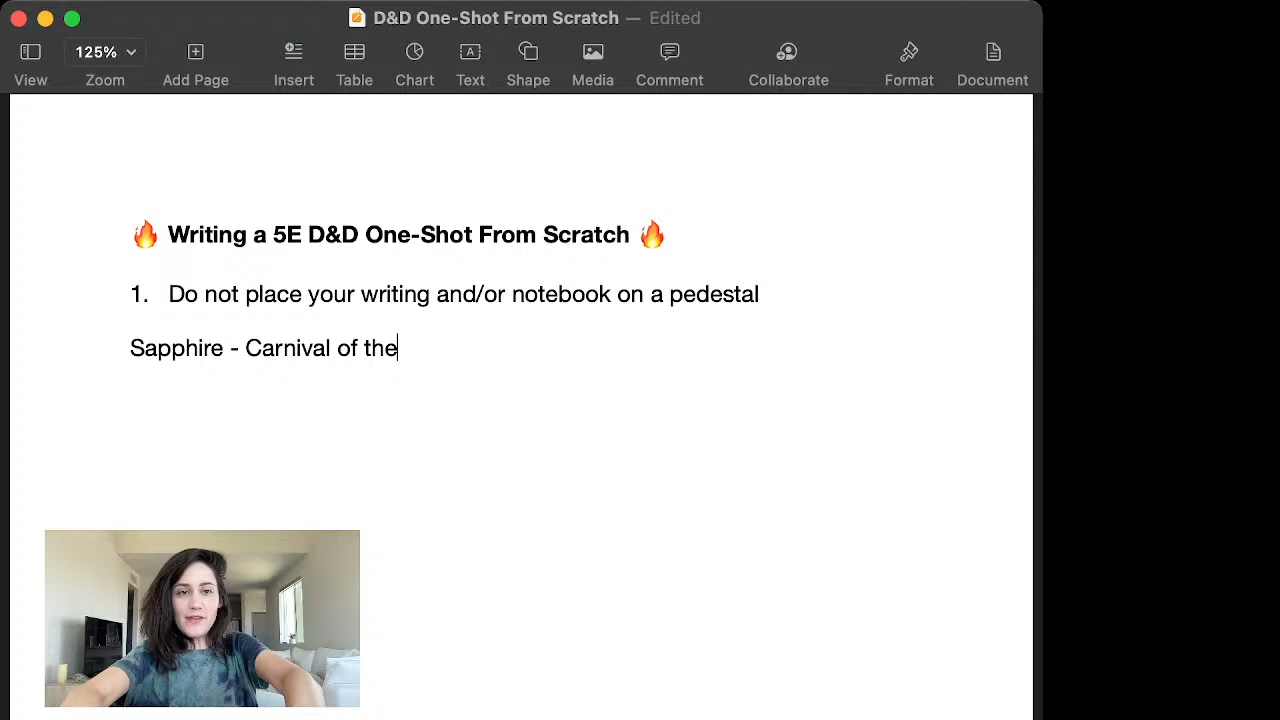 D&D One-Shot From Scratch — Edited
125%
View Zoom Add Page Insert Table Chart Text Shape Media Comment Collaborate Format Document
🔥 Writing a 5E D&D One-Shot From Scratch 🔥
1. Do not place your writing and/or notebook on a pedestal
Sapphire - Carnival of the